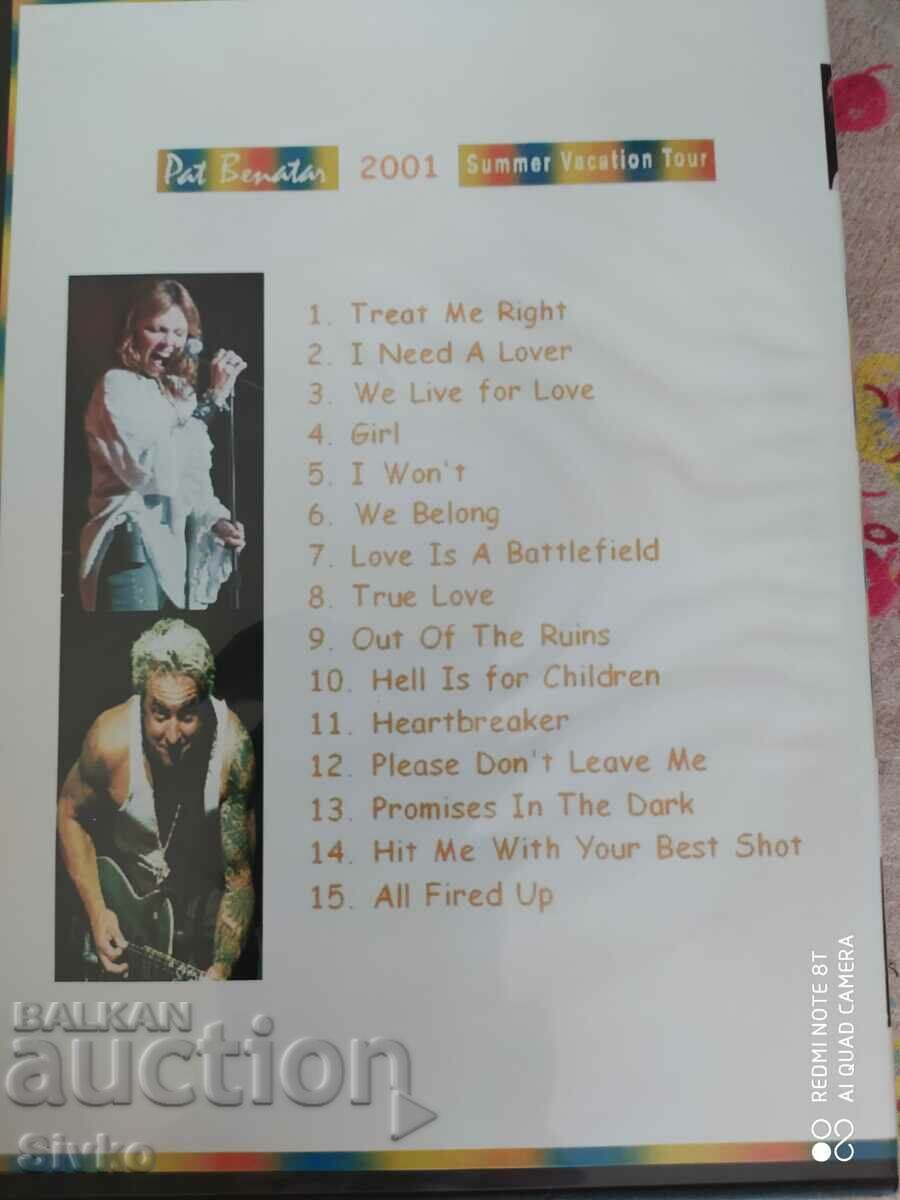 Pat Benatar 2001 Summer Vacation Tour
1. Treat Me Right
2. I Need A Lover
3. We Live for Love
4. Girl
5. I Won't
6. We Belong
7. Love Is A Battlefield
8. True Love
9. Out Of The Ruins
10. Hell Is for Children
11. Heartbreaker
12. Please Don't Leave Me
13. Promises In The Dark
14. Hit Me With Your Best Shot
15. All Fired Up
BALKAN
auction
Sivko
REDMI NOTE 8T
AI QUAD CAMERA